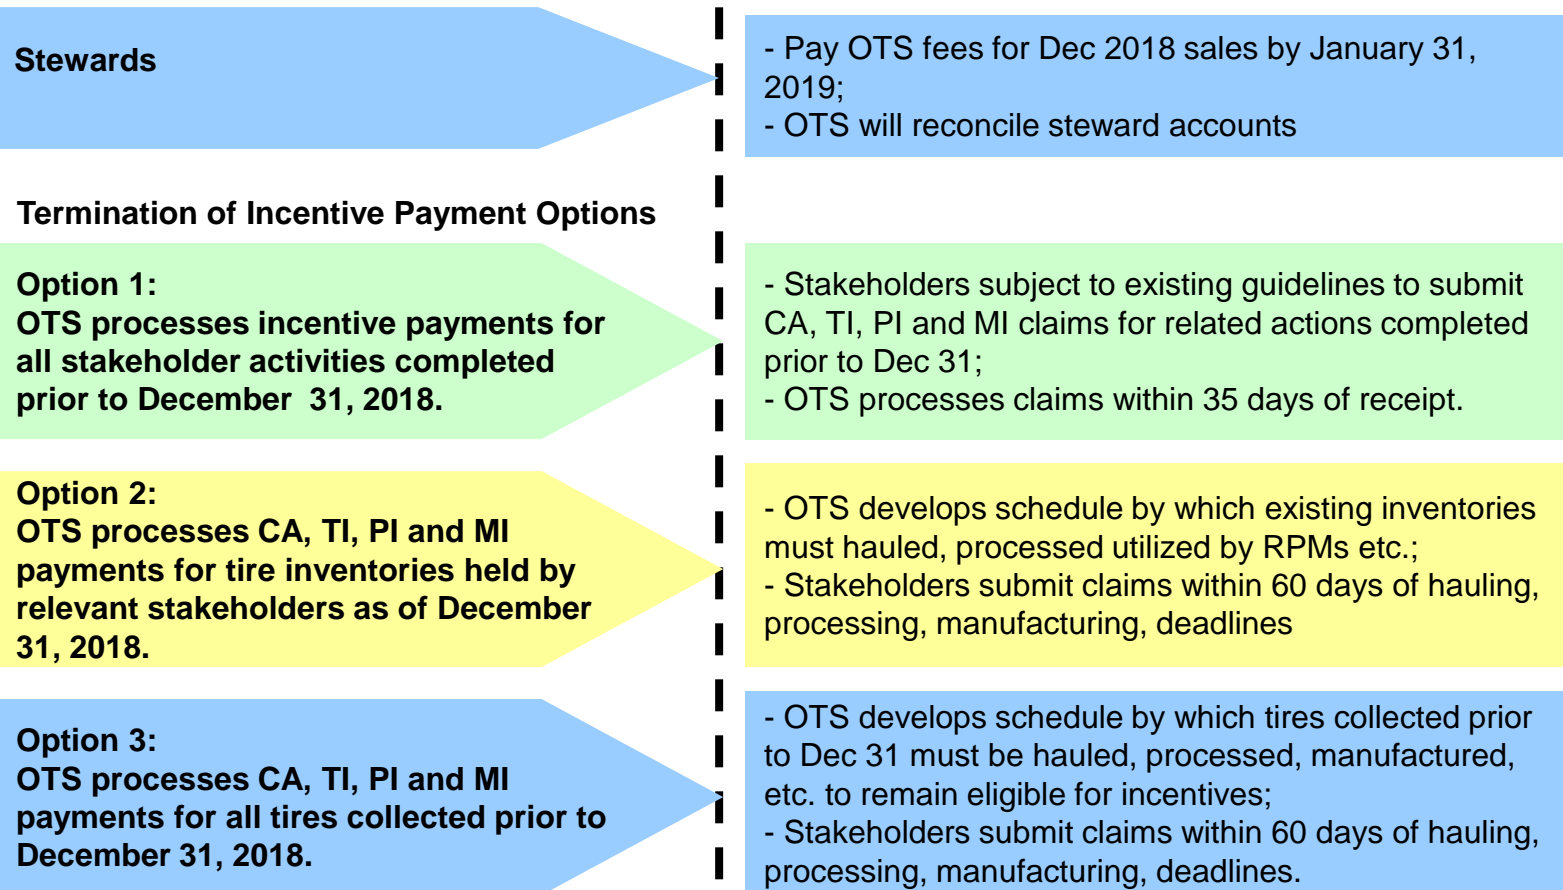 Stewards
- Pay OTS fees for Dec 2018 sales by January 31,
2019;
- OTS will reconcile steward accounts
Termination of Incentive Payment Options
Option 1:
OTS processes incentive payments for
all stakeholder activities completed
prior to December  31, 2018.
- Stakeholders subject to existing guidelines to submit
CA, TI, PI and MI claims for related actions completed
prior to Dec 31;
- OTS processes claims within 35 days of receipt.
Option 2:
OTS processes CA, TI, PI and MI
payments for tire inventories held by
relevant stakeholders as of December
31, 2018.
- OTS develops schedule by which existing inventories
must hauled, processed utilized by RPMs etc.;
- Stakeholders submit claims within 60 days of hauling,
processing, manufacturing, deadlines
Option 3:
OTS processes CA, TI, PI and MI
payments for all tires collected prior to
December 31, 2018.
- OTS develops schedule by which tires collected prior
to Dec 31 must be hauled, processed, manufactured,
etc. to remain eligible for incentives;
- Stakeholders submit claims within 60 days of hauling,
processing, manufacturing, deadlines.